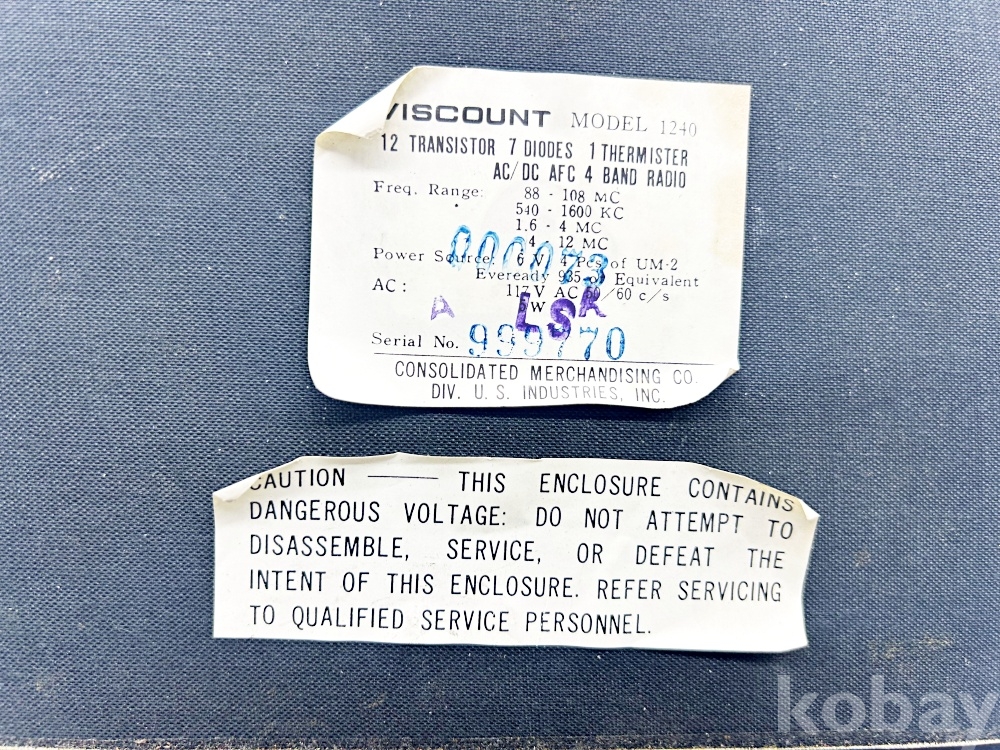 VISCOUNT MODEL 1240
12 TRANSISTOR 7 DIODES 1 THERMISTER
AC/DC AFC 4 BAND RADIO
Freq. Range: 88 - 108 MC
540 - 1600 KC
1.6 - 4 MC
4 - 12 MC
000073
Power Source: 6 V 4 Pcs of UM-2
Eveready 935 or Equivalent
AC: 117 V AC /60 c/s
W
A LSR
Serial No. 999770
CONSOLIDATED MERCHANDISING CO.
DIV. U. S. INDUSTRIES, INC.
CAUTION — THIS ENCLOSURE CONTAINS
DANGEROUS VOLTAGE: DO NOT ATTEMPT TO
DISASSEMBLE, SERVICE, OR DEFEAT THE
INTENT OF THIS ENCLOSURE. REFER SERVICING
TO QUALIFIED SERVICE PERSONNEL.
kobay